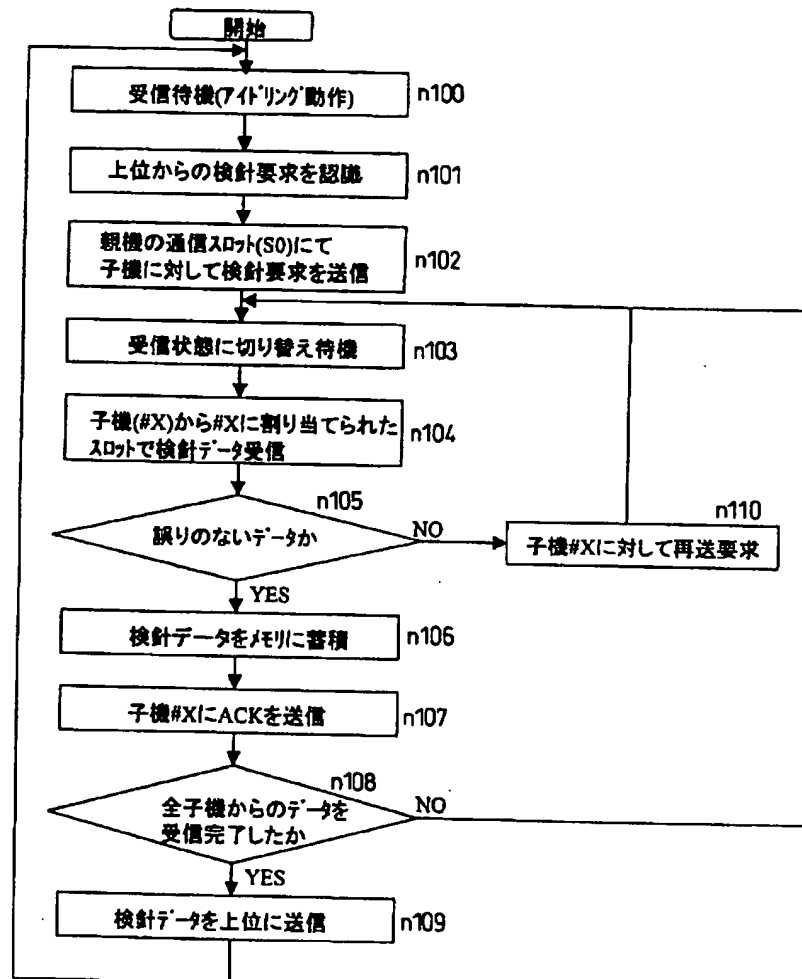 開始
受信待機(アイドリング動作)
n100
上位からの検針要求を認識
n101
親機の通信スロット(S0)にて
子機に対して検針要求を送信
n102
受信状態に切り替え待機
n103
子機(#X)から#Xに割り当てられた
スロットで検針データ受信
n104
n105
誤りのないデータか
NO
n110
子機#Xに対して再送要求
YES
検針データをメモリに蓄積
n106
子機#XにACKを送信
n107
n108
全子機からのデータを
受信完了したか
NO
YES
検針データを上位に送信
n109